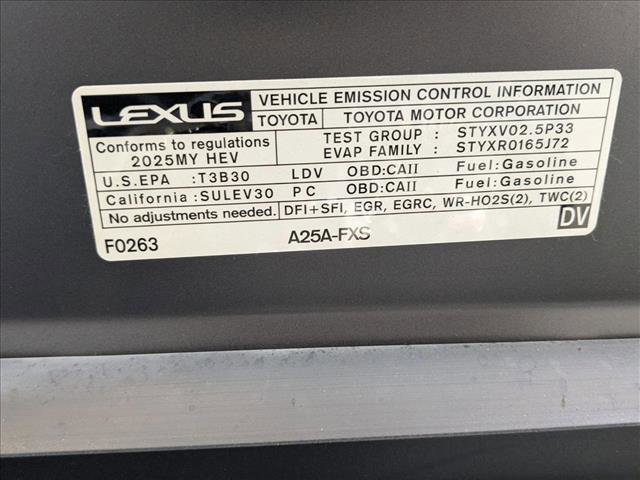 LEXUS VEHICLE EMISSION CONTROL INFORMATION
TOYOTA TOYOTA MOTOR CORPORATION
Conforms to regulations TEST GROUP : STYXV02.5P33
2025MY HEV EVAP FAMILY : STYXR0165J72
U.S.EPA :T3B30 LDV OBD:CAII Fuel:Gasoline
California:SULEV30 PC OBD:CAII Fuel:Gasoline
No adjustments needed. DFI+SFI, EGR, EGRC, WR-HO2S(2), TWC(2)
F0263 A25A-FXS DV